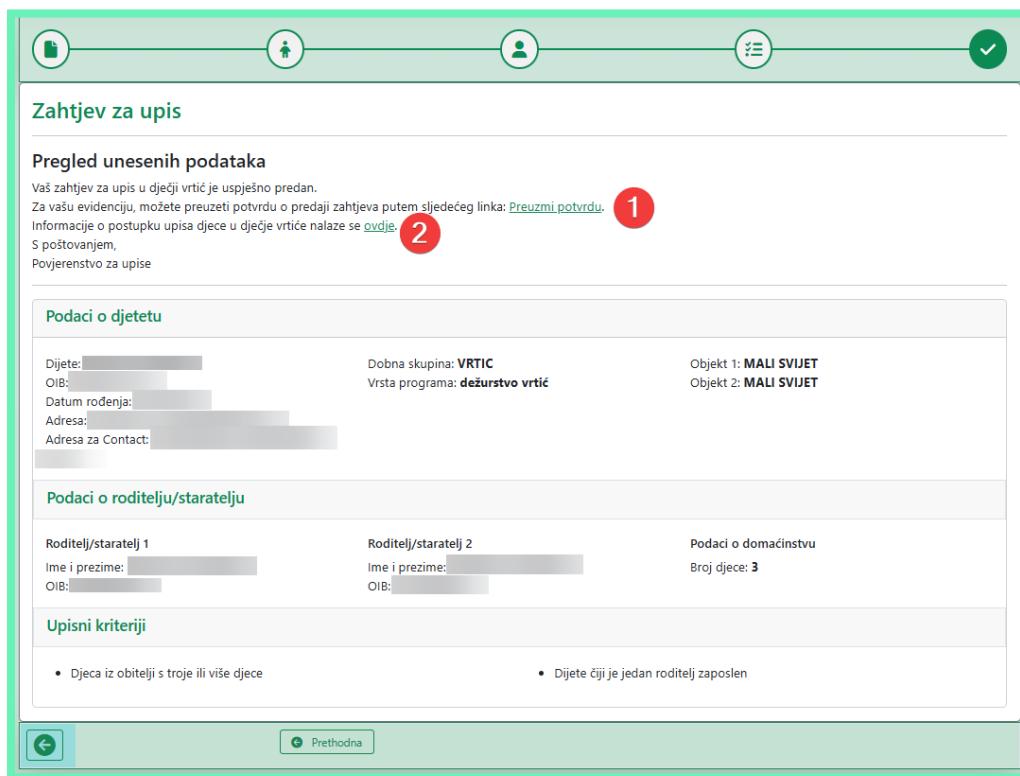 Zahtjev za upis
Pregled unesenih podataka
Vaš zahtjev za upis u dječji vrtić je uspješno predan.
Za vašu evidenciju, možete preuzeti potvrdu o predaji zahtjeva putem sljedećeg linka: Preuzmi potvrdu. 1
Informacije o postupku upisa djece u dječje vrtiće nalaze se ovdje. 2
S poštovanjem,
Povjerenstvo za upise
Podaci o djetetu
Dijete:
OIB:
Datum rođenja:
Adresa:
Adresa za Contact:
Dobna skupina: VRTIC
Vrsta programa: dežurstvo vrtić
Objekt 1: MALI SVIJET
Objekt 2: MALI SVIJET
Podaci o roditelju/staratelju
Roditelj/staratelj 1
Ime i prezime:
OIB:
Roditelj/staratelj 2
Ime i prezime:
OIB:
Podaci o domaćinstvu
Broj djece: 3
Upisni kriteriji
• Djeca iz obitelji s troje ili više djece
• Dijete čiji je jedan roditelj zaposlen
Prethodna